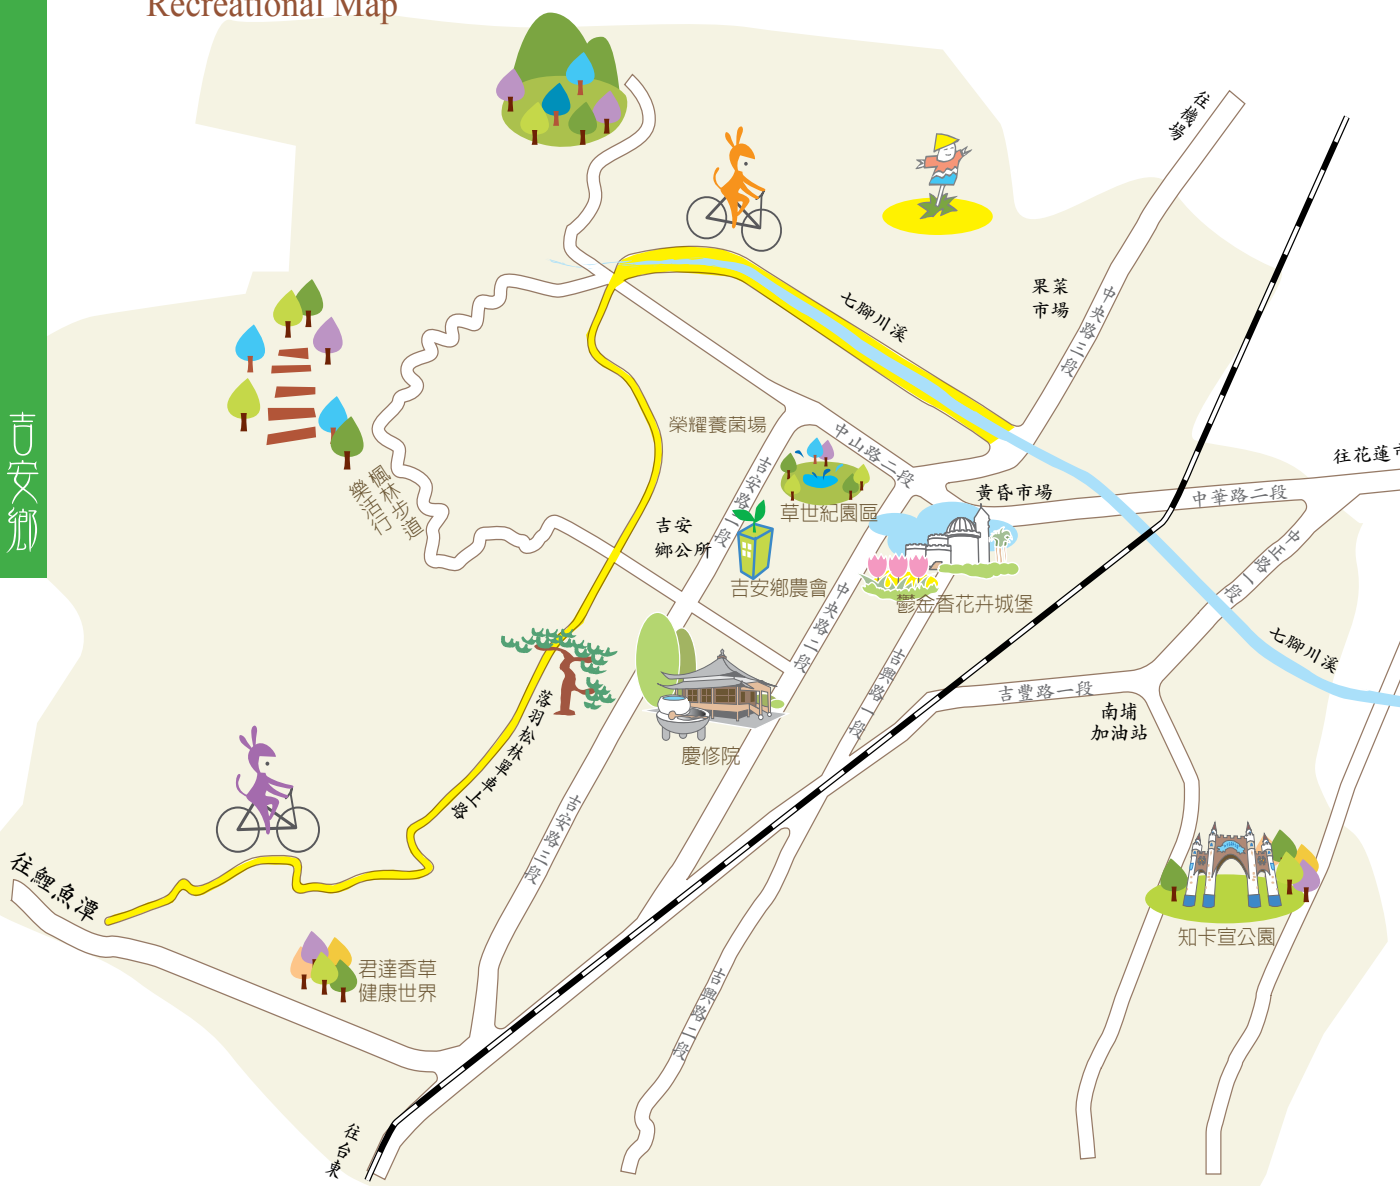 Recreational Map
吉安鄉
往機場
果菜
市場
中央路三段
七腳川溪
榮耀養菌場
中山路二段
往花蓮市
吉安路二段
黃昏市場
中華路二段
草世紀園區
楓林步道
樂活行
吉安
鄉公所
中正路一段
吉安鄉農會
鬱金香花卉城堡
中央路二段
七腳川溪
吉興路一段
吉豐路一段
南埔
加油站
落羽松林單車上路
慶修院
吉安路三段
往鯉魚潭
知卡宣公園
君達香草
健康世界
吉興路二段
往台東